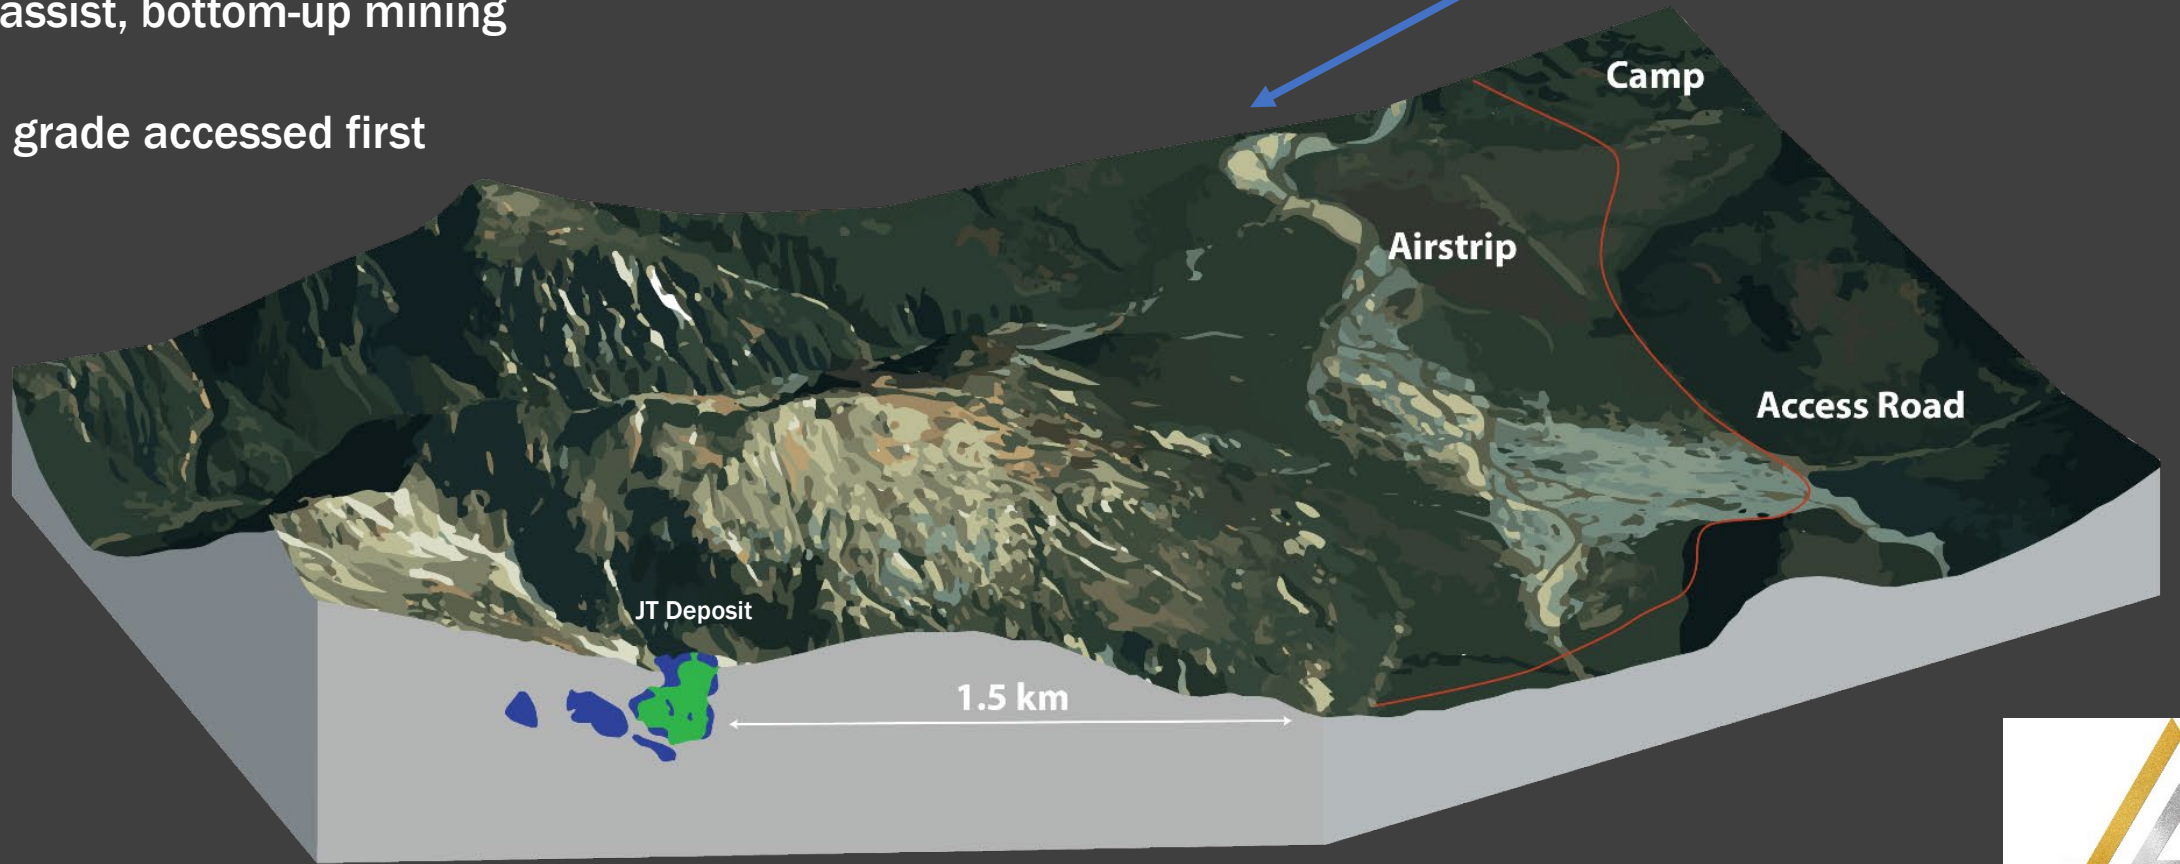 assist, bottom-up mining
grade accessed first
Camp
Airstrip
Access Road
JT Deposit
1.5 km